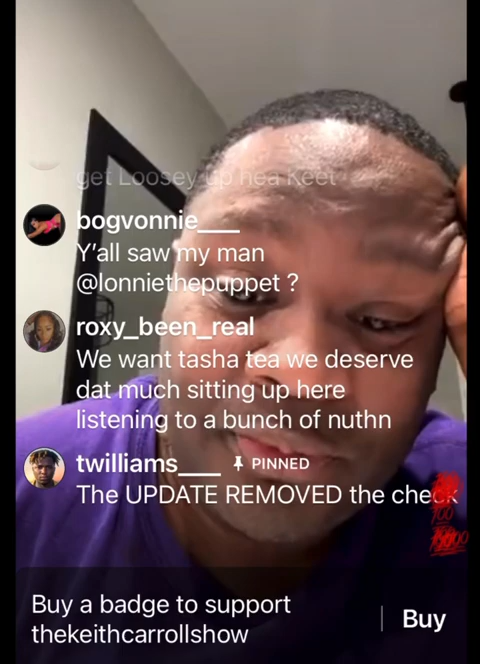 get Loosey up hea Keet
bogvonnie___
Y'all saw my man
@lonniethepuppet ?
roxy_been_real
We want tasha tea we deserve
dat much sitting up here
listening to a bunch of nuthn
twilliams___ PINNED
The UPDATE REMOVED the check
100
Buy a badge to support
thekeithcarrollshow
Buy